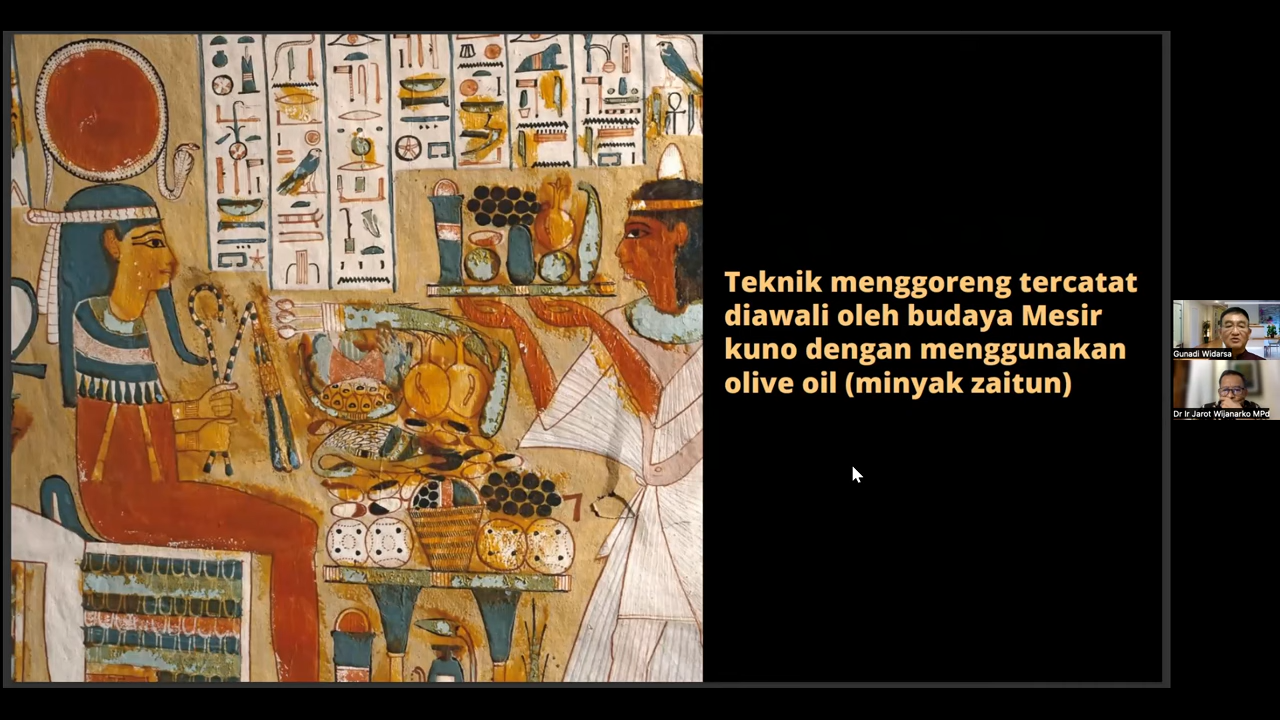 Teknik menggoreng tercatat
diawali oleh budaya Mesir
kuno dengan menggunakan
olive oil (minyak zaitun)
Gunadi Widarsa
Dr Ir Jarot Wijanarko MPd